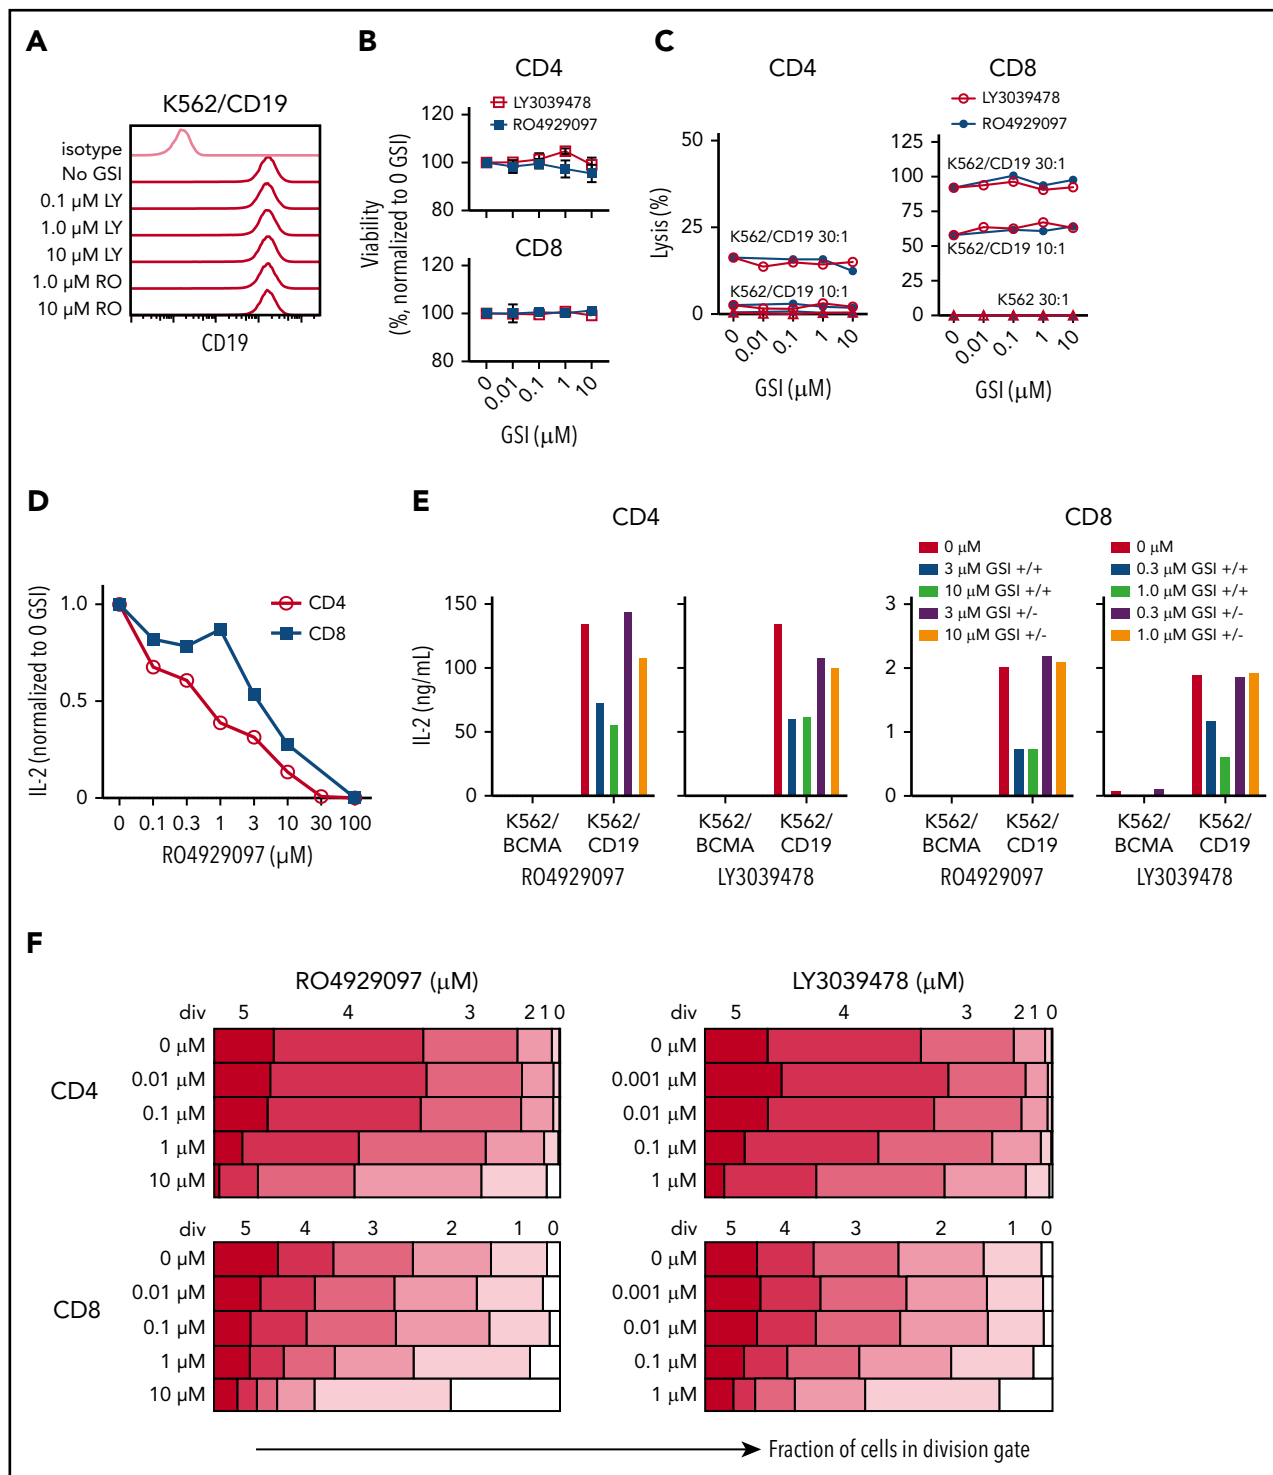 A
K562/CD19
isotype
No GSI
0.1 µM LY
1.0 µM LY
10 µM LY
1.0 µM RO
10 µM RO
CD19
B
CD4
LY3039478
RO4929097
120
100
80
CD8
120
100
80
Viability
(%, normalized to 0 GSI)
0 0.01 0.1 1 10
GSI (µM)
C
CD4
50
25
0
Lysis (%)
K562/CD19 30:1
K562/CD19 10:1
0 0.01 0.1 1 10
GSI (µM)
CD8
LY3039478
RO4929097
125
100
75
50
25
0
K562/CD19 30:1
K562/CD19 10:1
K562 30:1
0 0.01 0.1 1 10
GSI (µM)
D
IL-2 (normalized to 0 GSI)
1.0
0.5
0
CD4
CD8
0 0.1 0.3 1 3 10 30 100
RO4929097 (µM)
E
CD4
IL-2 (ng/mL)
150
100
50
0
K562/ K562/ K562/ K562/
BCMA CD19 BCMA CD19
RO4929097 LY3039478
CD8
0 µM
3 µM GSI +/+
10 µM GSI +/+
3 µM GSI +/-
10 µM GSI +/-
0 µM
0.3 µM GSI +/+
1.0 µM GSI +/+
0.3 µM GSI +/-
1.0 µM GSI +/-
3
2
1
0
K562/ K562/ K562/ K562/
BCMA CD19 BCMA CD19
RO4929097 LY3039478
F
RO4929097 (µM)
div 5 4 3 2 1 0
CD4
0 µM
0.01 µM
0.1 µM
1 µM
10 µM
div 5 4 3 2 1 0
CD8
0 µM
0.01 µM
0.1 µM
1 µM
10 µM
LY3039478 (µM)
div 5 4 3 2 1 0
0 µM
0.001 µM
0.01 µM
0.1 µM
1 µM
div 5 4 3 2 1 0
0 µM
0.001 µM
0.01 µM
0.1 µM
1 µM
Fraction of cells in division gate